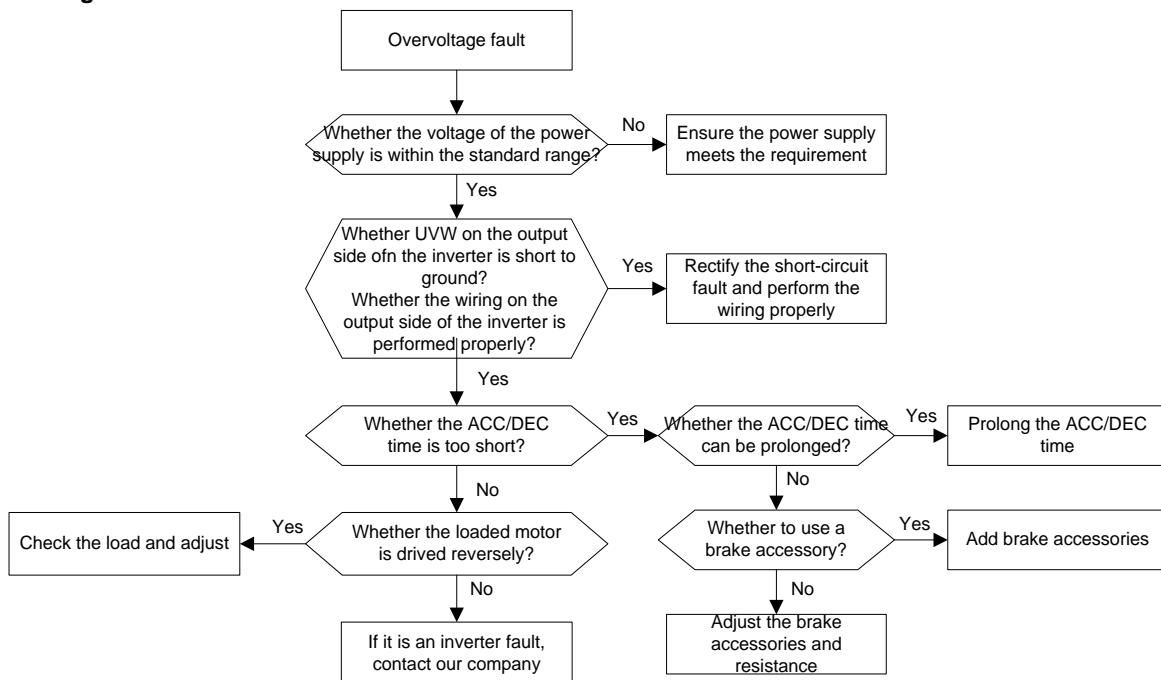 Overvoltage fault
Whether the voltage of the power
supply is within the standard range?
No
Ensure the power supply
meets the requirement
Yes
Whether UVW on the output
side ofn the inverter is short to
ground?
Whether the wiring on the
output side of the inverter is
performed properly?
Yes
Rectify the short-circuit
fault and perform the
wiring properly
Yes
Whether the ACC/DEC
time is too short?
Yes
Whether the ACC/DEC time
can be prolonged?
Yes
Prolong the ACC/DEC
time
No
No
Check the load and adjust
Yes
Whether the loaded motor
is drived reversely?
Whether to use a
brake accessory?
Yes
Add brake accessories
No
No
If it is an inverter fault,
contact our company
Adjust the brake
accessories and
resistance